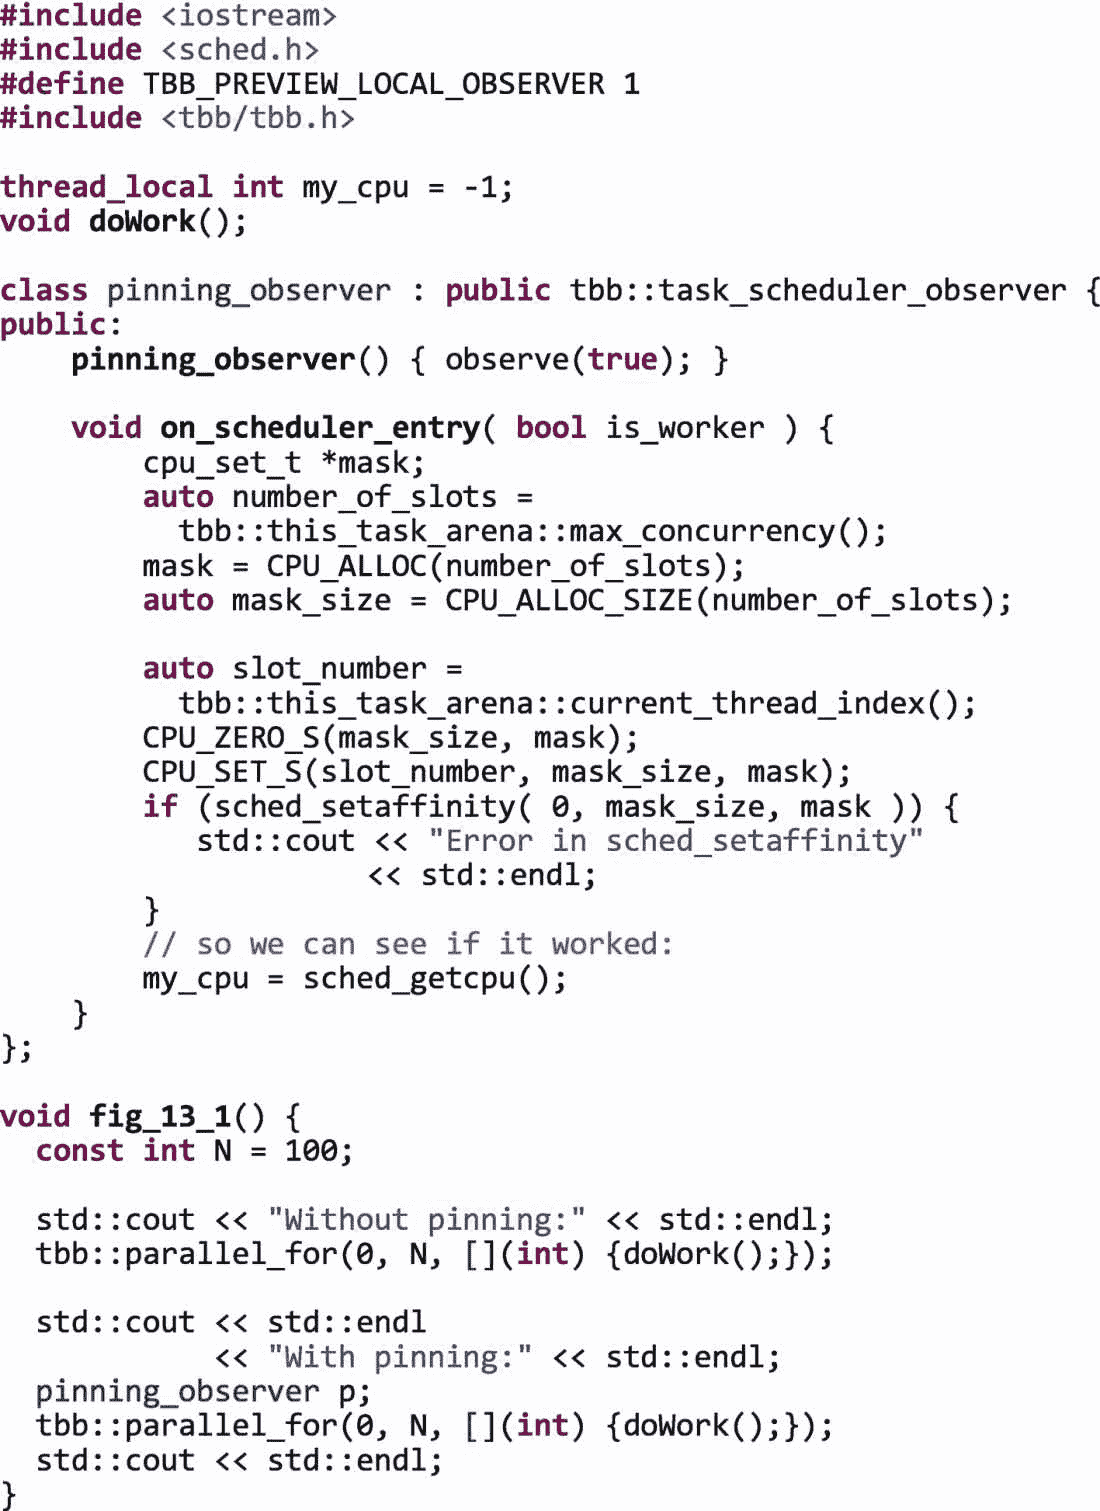 #include <iostream>
#include <sched.h>
#define TBB_PREVIEW_LOCAL_OBSERVER 1
#include <tbb/tbb.h>

thread_local int my_cpu = -1;
void doWork();

class pinning_observer : public tbb::task_scheduler_observer {
public:
    pinning_observer() { observe(true); }

    void on_scheduler_entry( bool is_worker ) {
        cpu_set_t *mask;
        auto number_of_slots =
          tbb::this_task_arena::max_concurrency();
        mask = CPU_ALLOC(number_of_slots);
        auto mask_size = CPU_ALLOC_SIZE(number_of_slots);

        auto slot_number =
          tbb::this_task_arena::current_thread_index();
        CPU_ZERO_S(mask_size, mask);
        CPU_SET_S(slot_number, mask_size, mask);
        if (sched_setaffinity( 0, mask_size, mask )) {
           std::cout << "Error in sched_setaffinity"
                     << std::endl;
        }
        // so we can see if it worked:
        my_cpu = sched_getcpu();
    }
};

void fig_13_1() {
  const int N = 100;

  std::cout << "Without pinning:" << std::endl;
  tbb::parallel_for(0, N, [](int) {doWork();});

  std::cout << std::endl
            << "With pinning:" << std::endl;
  pinning_observer p;
  tbb::parallel_for(0, N, [](int) {doWork();});
  std::cout << std::endl;
}